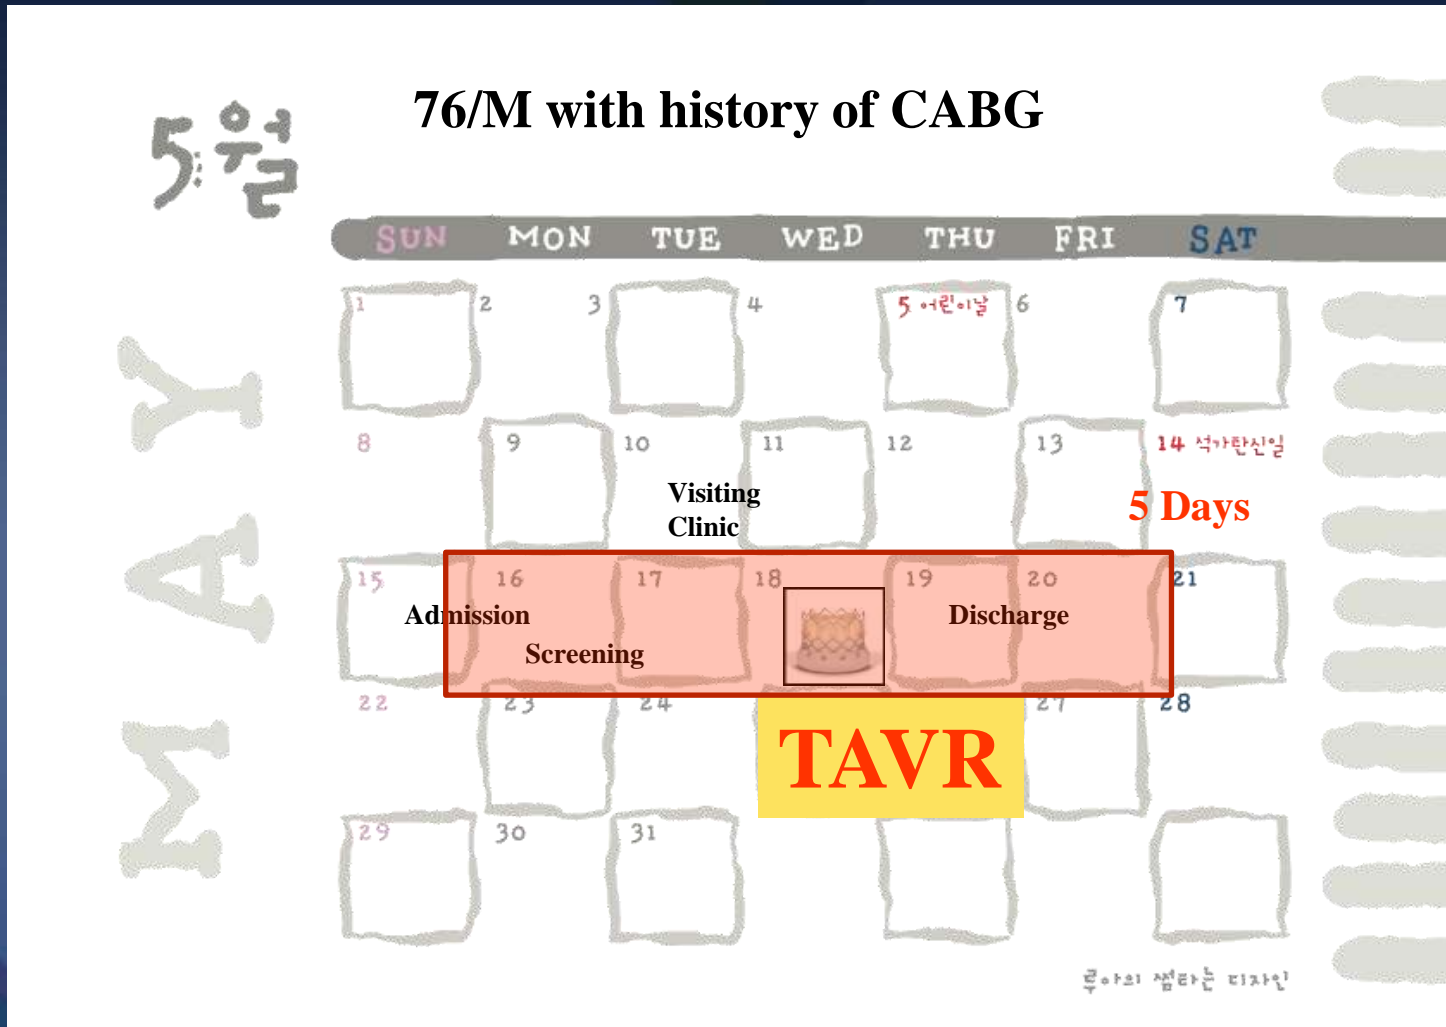 76/M with history of CABG
5월
SUN MON TUE WED THU FRI SAT
MAY
1 2 3 4 5 어린이날 6 7
8 9 10 11 12 13 14 석가탄신일
Visiting
Clinic
5 Days
15 16 17 18 19 20 21
Admission
Discharge
Screening
22 23 24 27 28
TAVR
29 30 31
루아의 썸타는 디자인